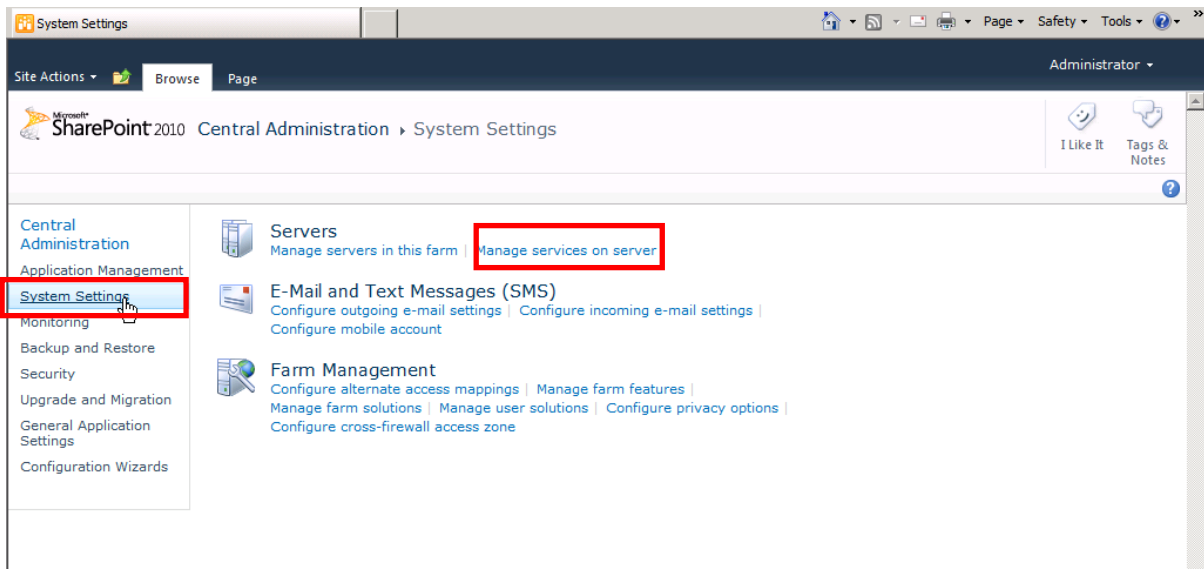 System Settings
Page Safety Tools
Administrator
Site Actions Browse Page
Microsoft
SharePoint 2010 Central Administration System Settings
I Like It
Tags &
Notes
Central
Administration
Application Management
System Settings
Monitoring
Backup and Restore
Security
Upgrade and Migration
General Application
Settings
Configuration Wizards
Servers
Manage servers in this farm | Manage services on server
E-Mail and Text Messages (SMS)
Configure outgoing e-mail settings | Configure incoming e-mail settings |
Configure mobile account
Farm Management
Configure alternate access mappings | Manage farm features |
Manage farm solutions | Manage user solutions | Configure privacy options |
Configure cross-firewall access zone